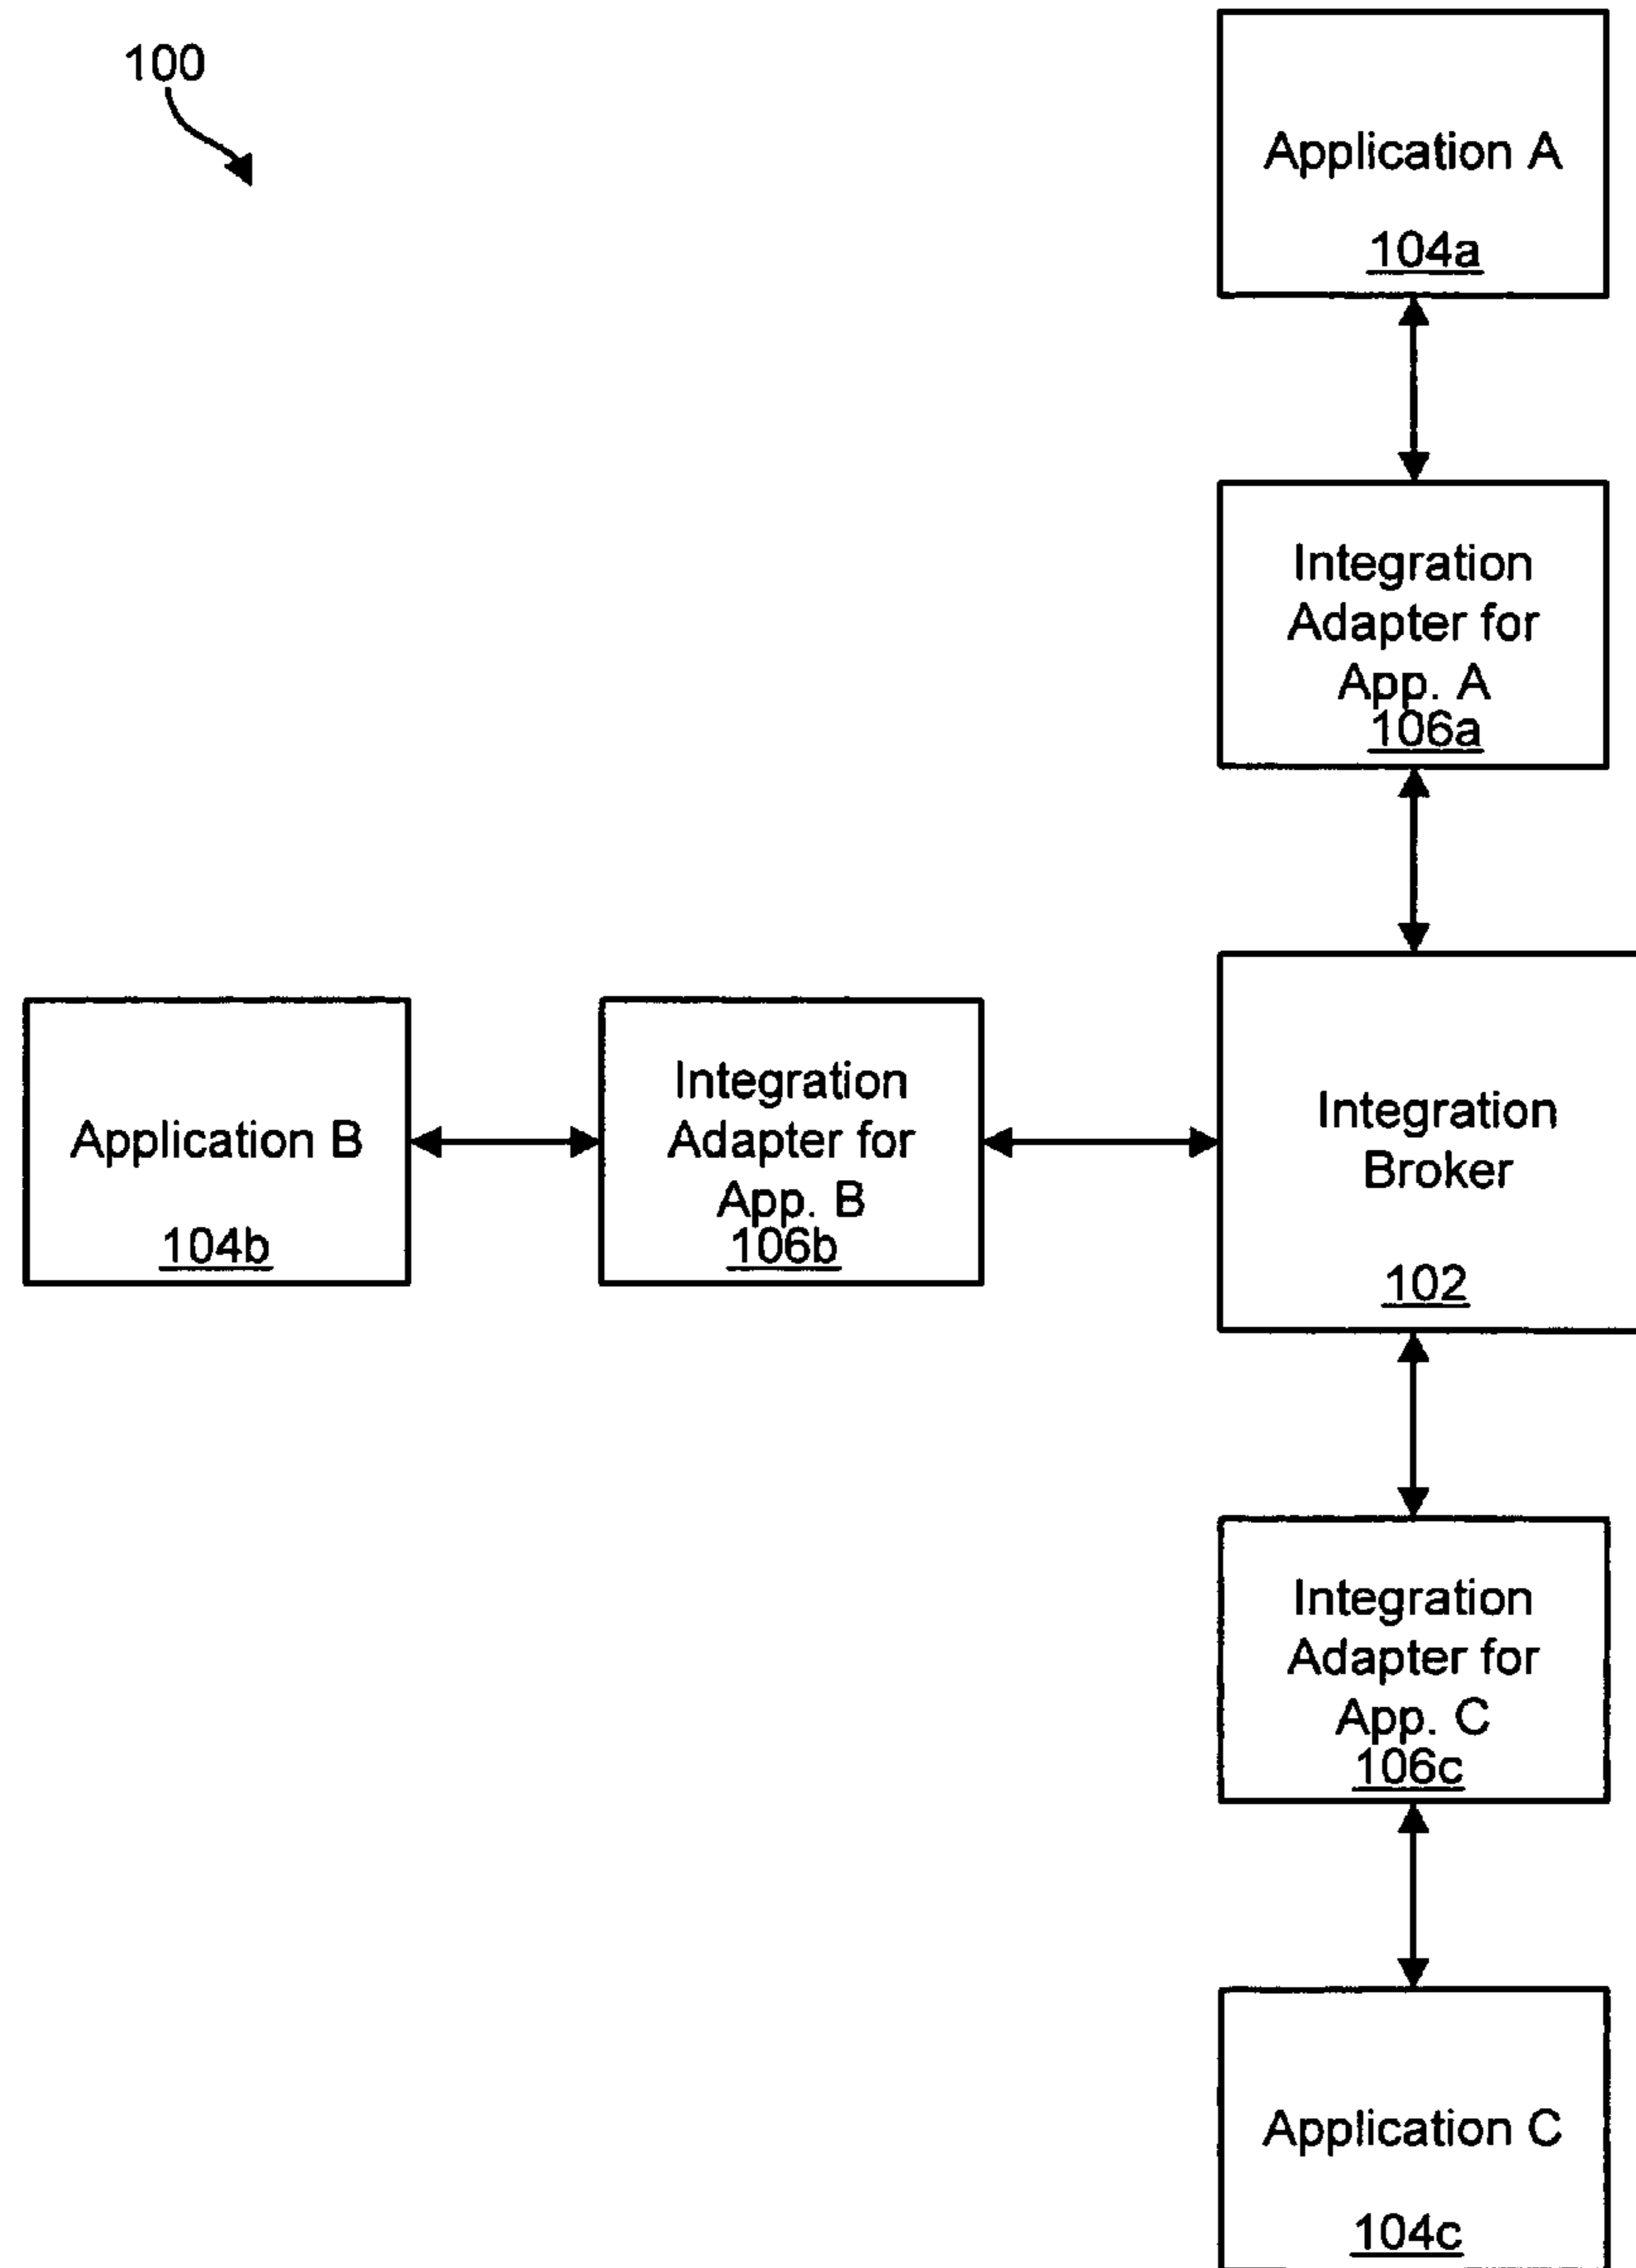 100
Application A
104a
Integration
Adapter for
App. A
106a
Application B
104b
Integration
Adapter for
App. B
106b
Integration
Broker
102
Integration
Adapter for
App. C
106c
Application C
104c